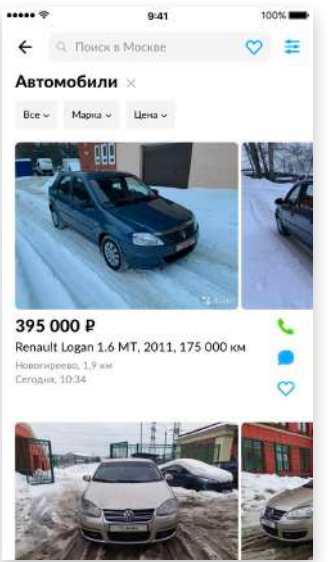 9:41
100%
Поиск в Москве
Автомобили
Все
Марка
Цена
Avito
395 000 ₽
Renault Logan 1.6 MT, 2011, 175 000 км
Новогиреево, 1,9 км
Сегодня, 10:34